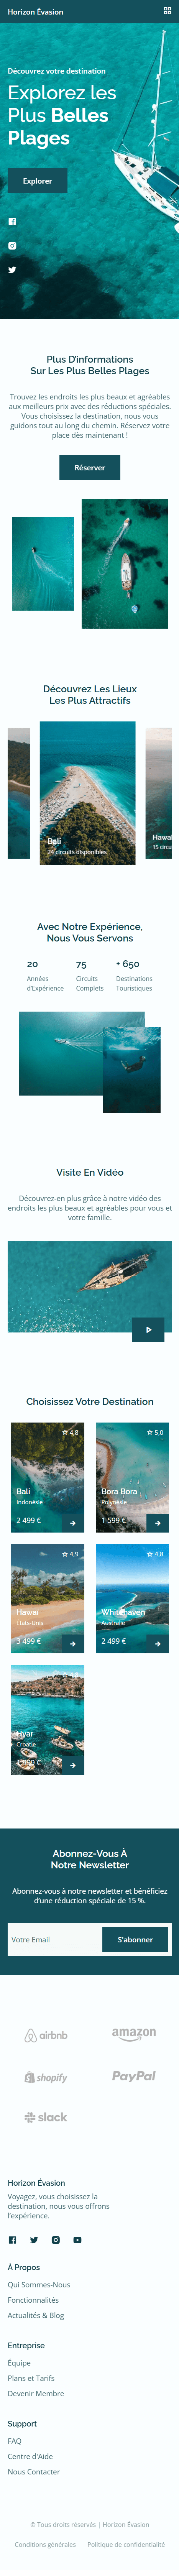 Horizon Évasion
Découvrez votre destination
Explorez les
Plus Belles
Plages
Explorer
Plus D'informations
Sur Les Plus Belles Plages
Trouvez les endroits les plus beaux et agréables
aux meilleurs prix avec des réductions spéciales.
Vous choisissez la destination, nous vous
guidons tout au long du chemin. Réservez votre
place dès maintenant !
Réserver
Découvrez Les Lieux
Les Plus Attractifs
Bali
24 circuits disponibles
Hawaï
15 circu
Avec Notre Expérience,
Nous Vous Servons
20
Années
d'Expérience
75
Circuits
Complets
+ 650
Destinations
Touristiques
Visite En Vidéo
Découvrez-en plus grâce à notre vidéo des
endroits les plus beaux et agréables pour vous et
votre famille.
Choisissez Votre Destination
4,8
Bali
Indonésie
2 499 €
5,0
Bora Bora
Polynésie
1 599 €
4,9
Hawaï
États-Unis
3 499 €
4,8
Whitehaven
Australie
2 499 €
Hvar
Croatie
Abonnez-Vous À
Notre Newsletter
Abonnez-vous à notre newsletter et bénéficiez
d'une réduction spéciale de 15 %.
Votre Email
S'abonner
airbnb
amazon
shopify
PayPal
slack
Horizon Évasion
Voyagez, vous choisissez la
destination, nous vous offrons
l'expérience.
À Propos
Qui Sommes-Nous
Fonctionnalités
Actualités & Blog
Entreprise
Équipe
Plans et Tarifs
Devenir Membre
Support
FAQ
Centre d'Aide
Nous Contacter
© Tous droits réservés | Horizon Évasion
Conditions générales
Politique de confidentialité